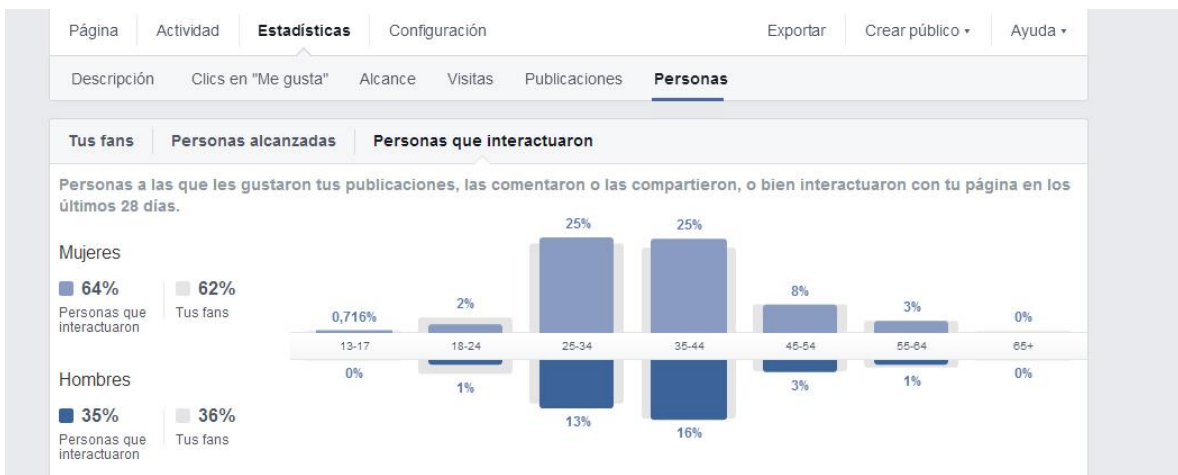 Página Actividad Estadísticas Configuración Exportar Crear público Ayuda
Descripción Clics en "Me gusta" Alcance Visitas Publicaciones Personas
Tus fans Personas alcanzadas Personas que interactuaron
Personas a las que les gustaron tus publicaciones, las comentaron o las compartieron, o bien interactuaron con tu página en los
últimos 28 días.
Mujeres
64% 62%
Personas que Tus fans
interactuaron
25% 25%
8%
2% 3%
0,716% 0%
13-17 18-24 25-34 35-44 45-54 55-64 65+
Hombres
35% 36%
Personas que Tus fans
interactuaron
0% 1% 13% 16% 3% 1% 0%